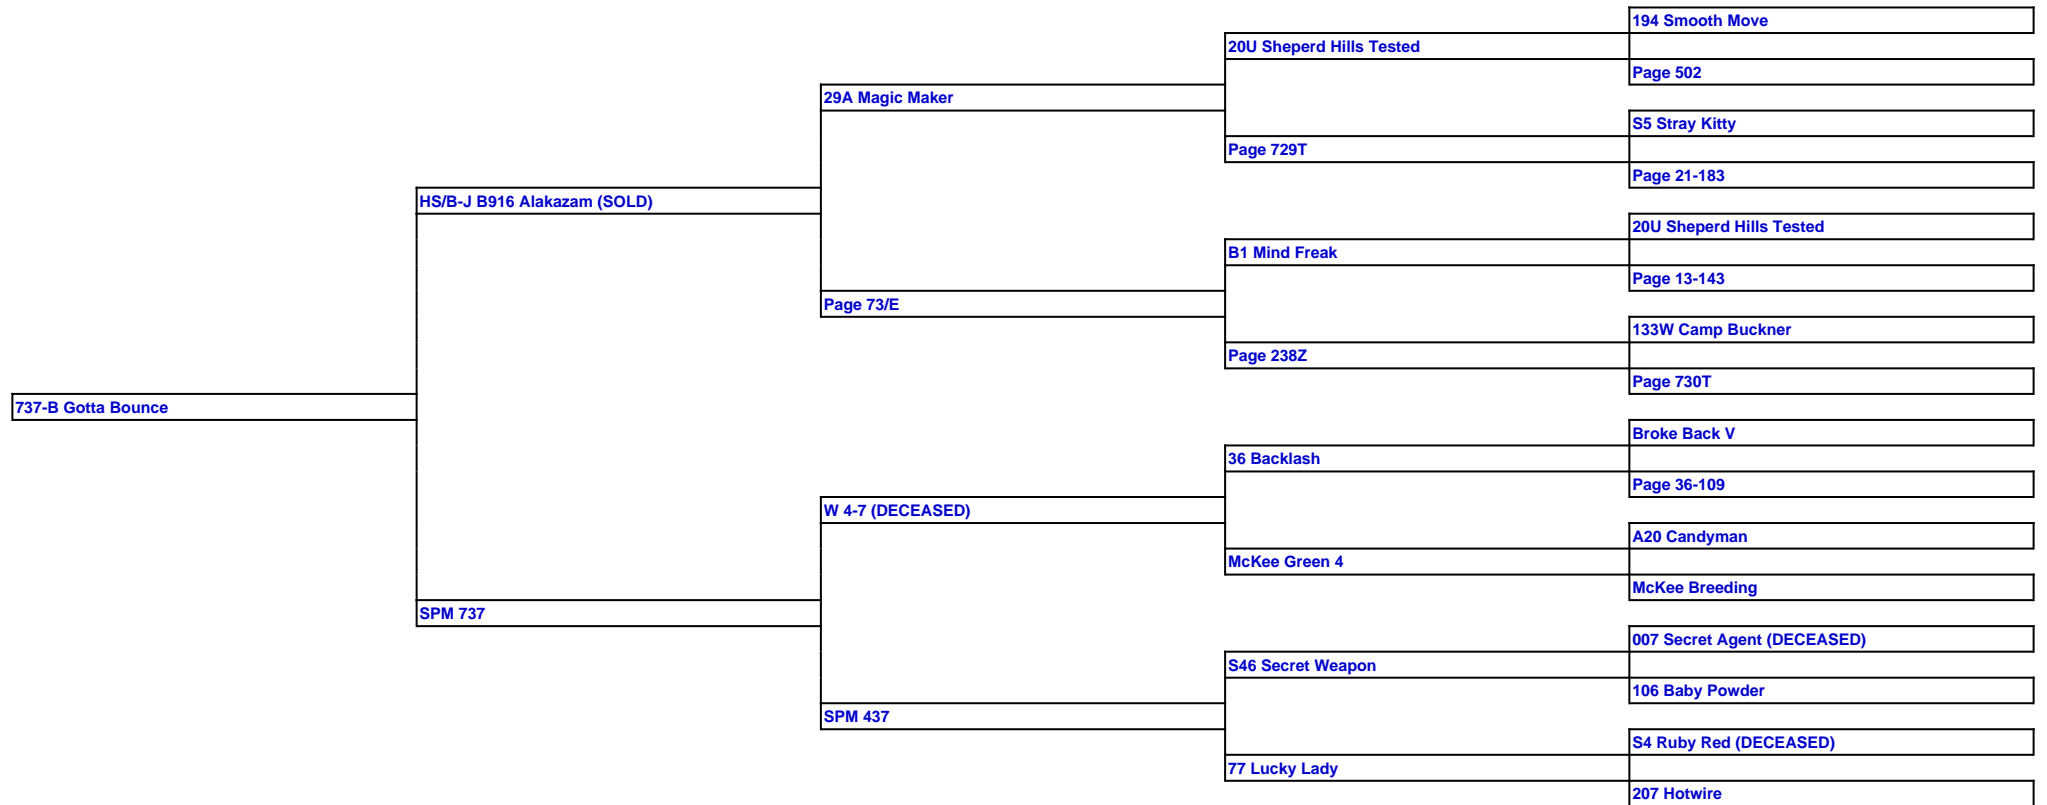 194 Smooth Move
20U Sheperd Hills Tested
Page 502
29A Magic Maker
S5 Stray Kitty
Page 729T
Page 21-183
HS/B-J B916 Alakazam (SOLD)
20U Sheperd Hills Tested
B1 Mind Freak
Page 13-143
Page 73/E
133W Camp Buckner
Page 238Z
Page 730T
737-B Gotta Bounce
Broke Back V
36 Backlash
Page 36-109
W 4-7 (DECEASED)
A20 Candyman
McKee Green 4
McKee Breeding
SPM 737
007 Secret Agent (DECEASED)
S46 Secret Weapon
106 Baby Powder
SPM 437
S4 Ruby Red (DECEASED)
77 Lucky Lady
207 Hotwire